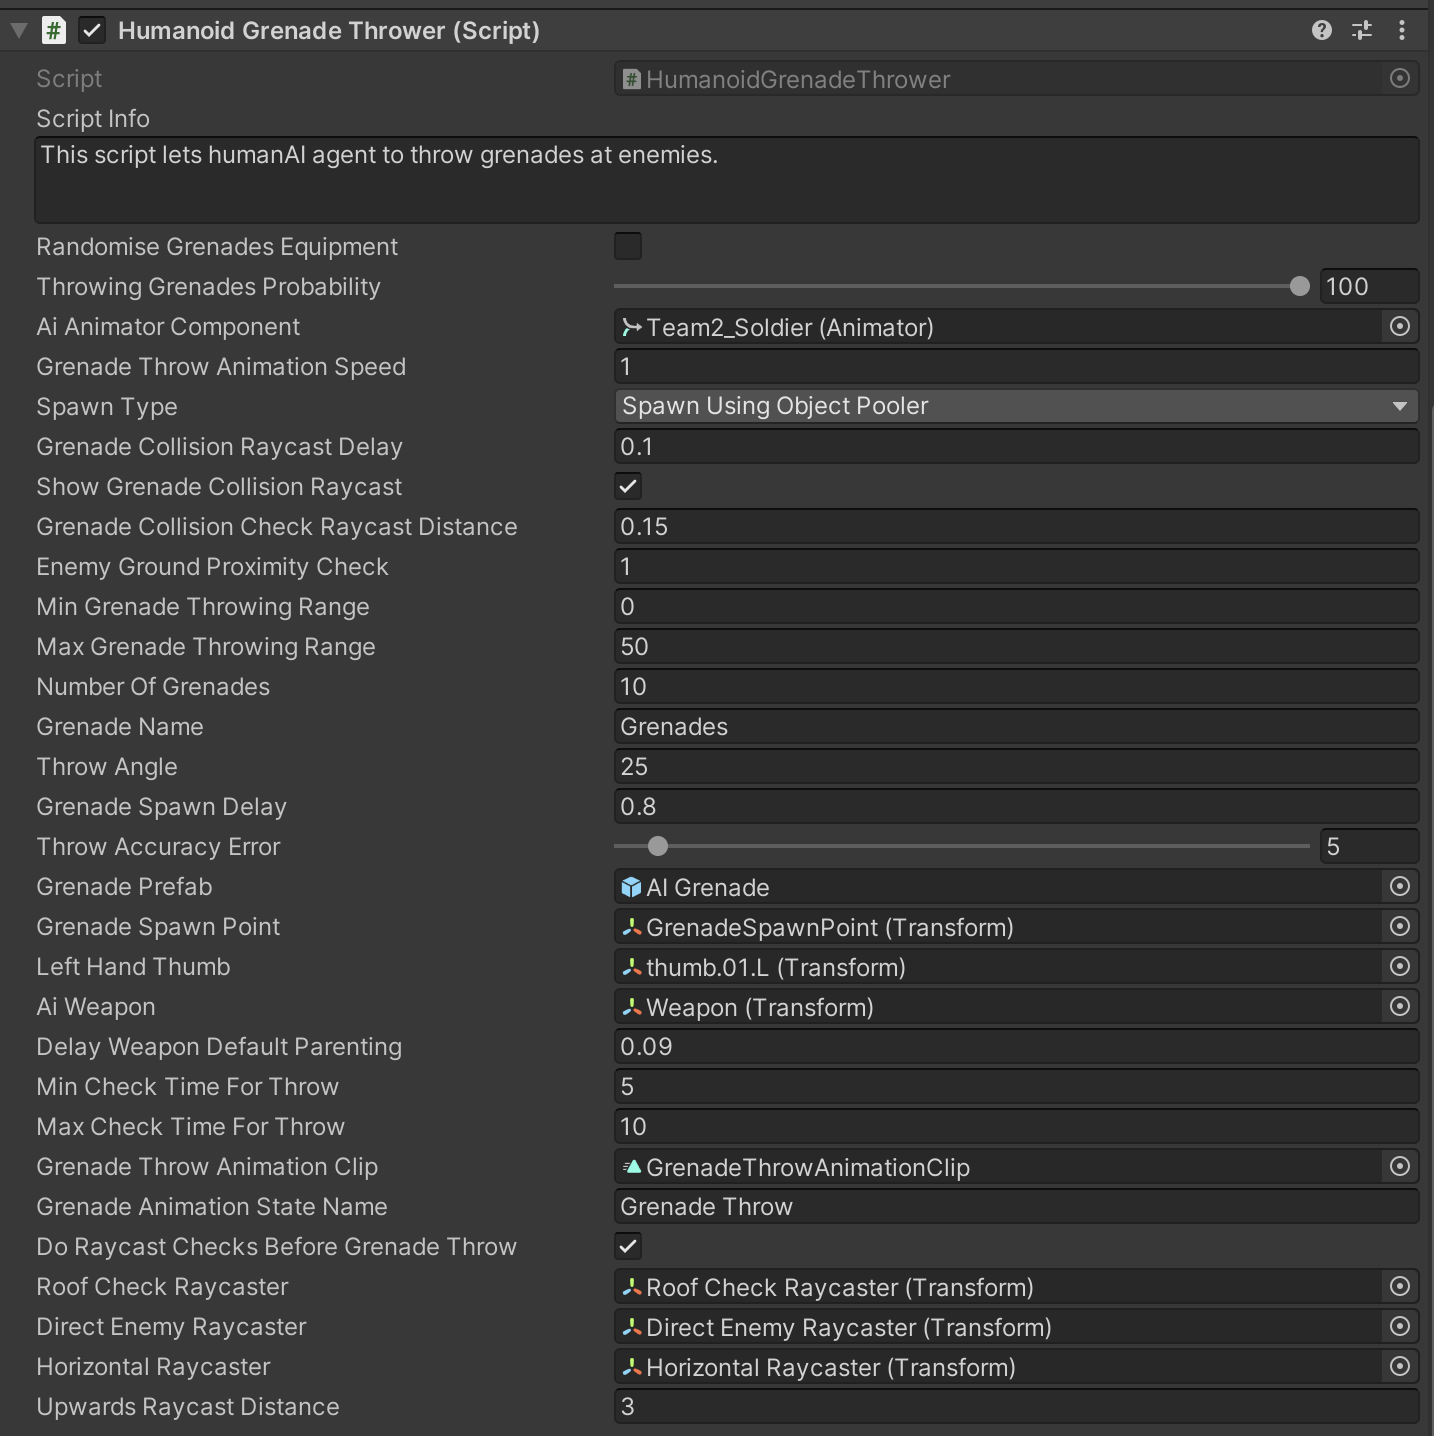 Humanoid Grenade Thrower (Script)
Script HumanoidGrenadeThrower
Script Info
This script lets humanAI agent to throw grenades at enemies.
Randomise Grenades Equipment
Throwing Grenades Probability 100
Ai Animator Component Team2_Soldier (Animator)
Grenade Throw Animation Speed 1
Spawn Type Spawn Using Object Pooler
Grenade Collision Raycast Delay 0.1
Show Grenade Collision Raycast
Grenade Collision Check Raycast Distance 0.15
Enemy Ground Proximity Check 1
Min Grenade Throwing Range 0
Max Grenade Throwing Range 50
Number Of Grenades 10
Grenade Name Grenades
Throw Angle 25
Grenade Spawn Delay 0.8
Throw Accuracy Error 5
Grenade Prefab AI Grenade
Grenade Spawn Point GrenadeSpawnPoint (Transform)
Left Hand Thumb thumb.01.L (Transform)
Ai Weapon Weapon (Transform)
Delay Weapon Default Parenting 0.09
Min Check Time For Throw 5
Max Check Time For Throw 10
Grenade Throw Animation Clip GrenadeThrowAnimationClip
Grenade Animation State Name Grenade Throw
Do Raycast Checks Before Grenade Throw
Roof Check Raycaster Roof Check Raycaster (Transform)
Direct Enemy Raycaster Direct Enemy Raycaster (Transform)
Horizontal Raycaster Horizontal Raycaster (Transform)
Upwards Raycast Distance 3